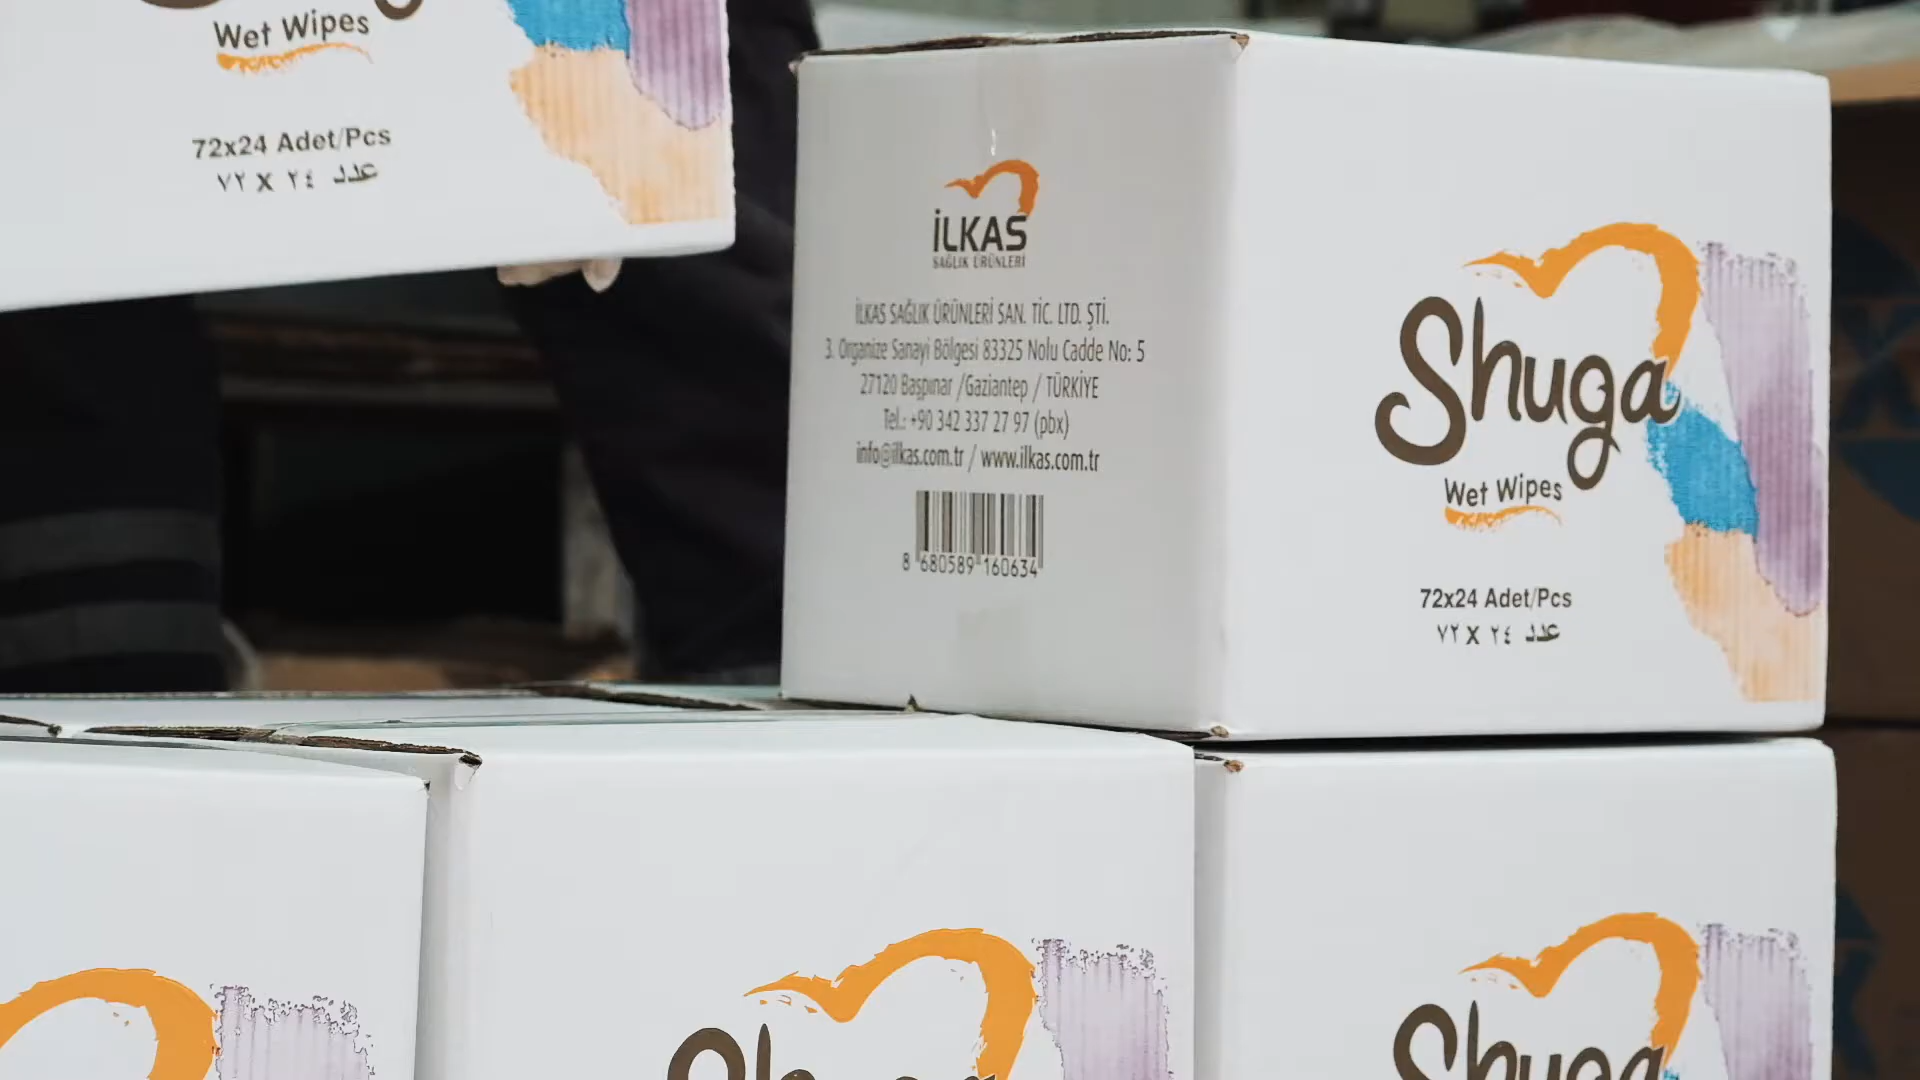 Wet Wipes
72x24 Adet/Pcs
٧٢ X ٢٤ عدد
İLKAS
SAĞLIK ÜRÜNLERİ
İLKAS SAĞLIK ÜRÜNLERİ SAN. TİC. LTD. ŞTİ.
3. Organize Sanayi Bölgesi 83325 Nolu Cadde No: 5
27120 Başpınar /Gaziantep / TÜRKİYE
Tel.: +90 342 337 27 97 (pbx)
info@ilkas.com.tr / www.ilkas.com.tr
8 680589 160634
Shuga
Wet Wipes
72x24 Adet/Pcs
٧٢ X ٢٤ عدد
Shuga
Shuga